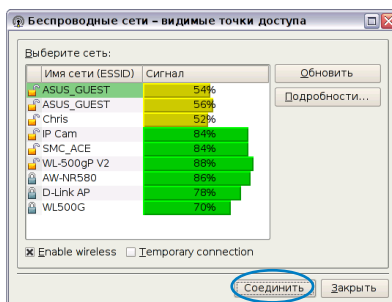 Беспроводные сети – видимые точки доступа
Выберите сеть:
Имя сети (ESSID) Сигнал
ASUS_GUEST 54%
ASUS_GUEST 56%
Chris 52%
IP Cam 84%
SMC_ACE 84%
WL-500gP V2 88%
AW-NR580 86%
D-Link AP 78%
WL500G 70%
Обновить
Подробности...
Enable wireless Temporary connection
Соединить Закрыть